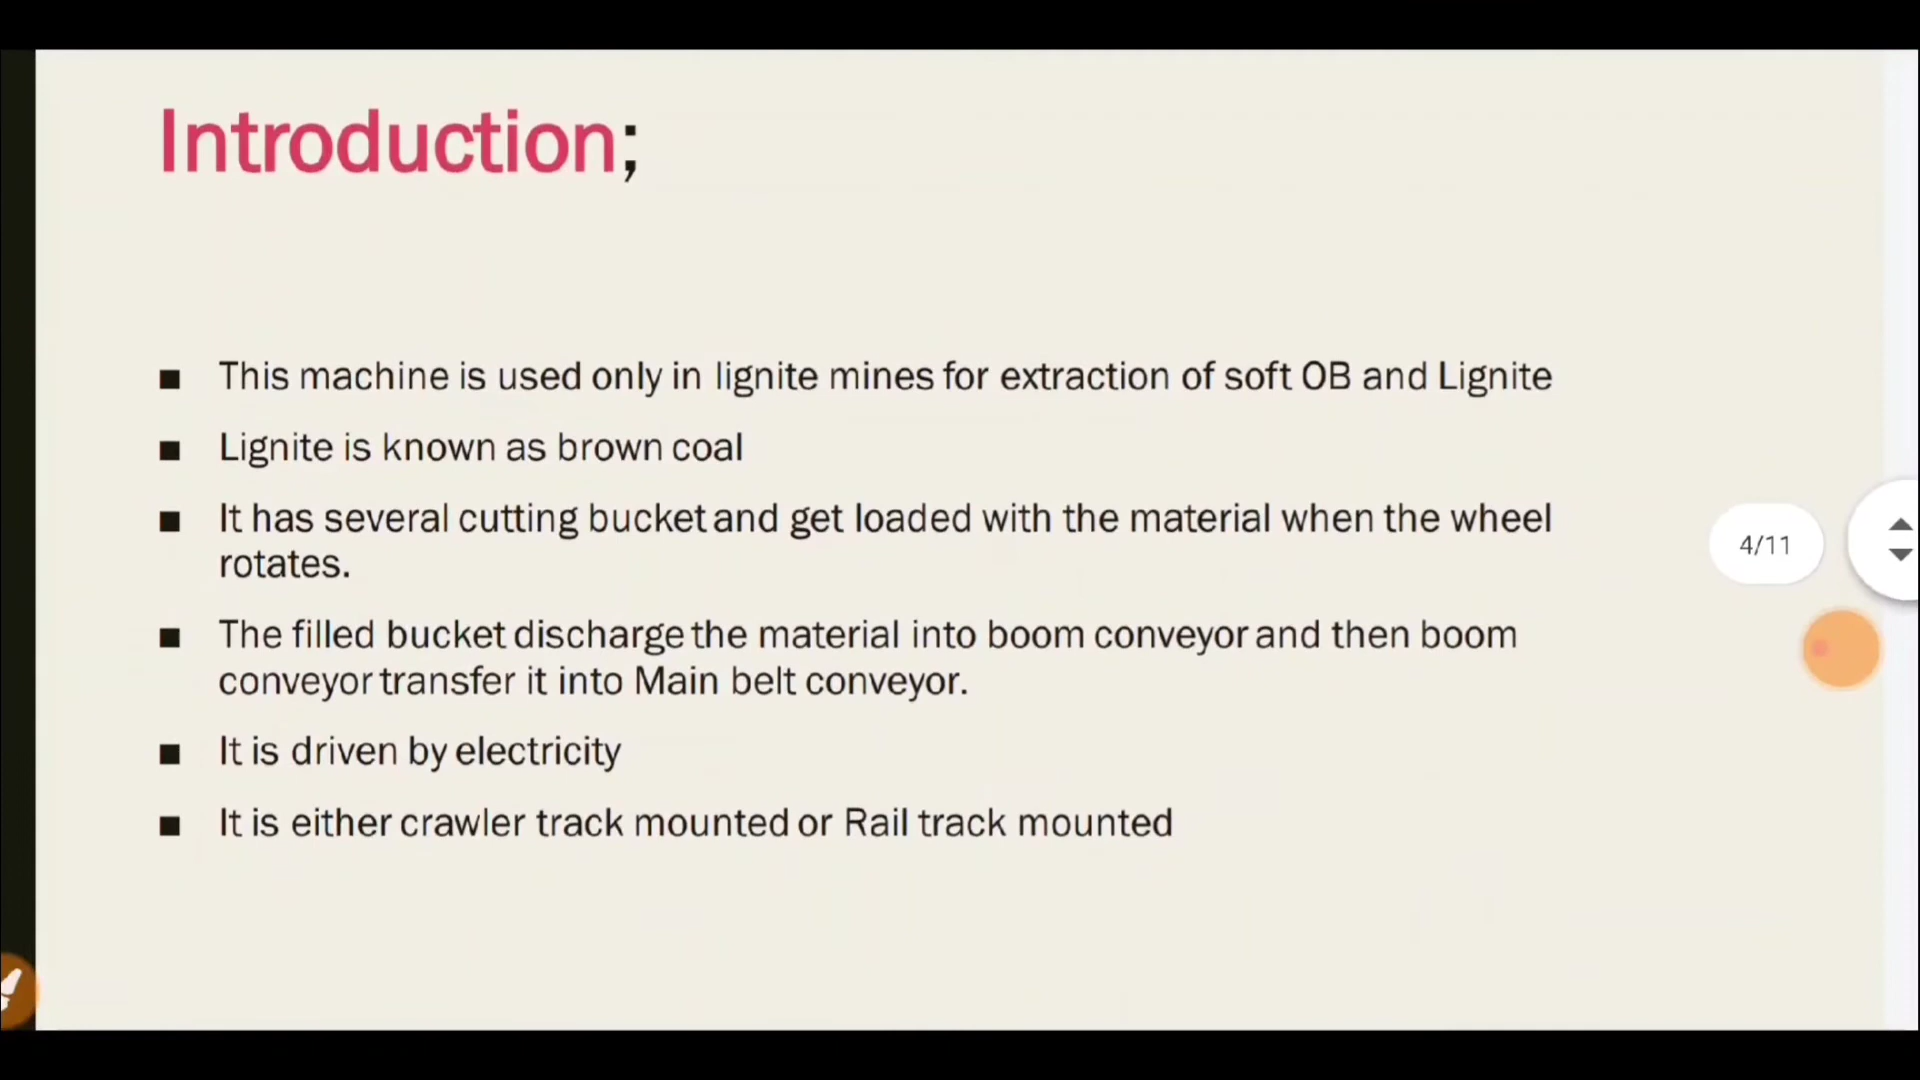 Introduction;
■ This machine is used only in lignite mines for extraction of soft OB and Lignite
■ Lignite is known as brown coal
■ It has several cutting bucket and get loaded with the material when the wheel
rotates.
■ The filled bucket discharge the material into boom conveyor and then boom
conveyor transfer it into Main belt conveyor.
■ It is driven by electricity
■ It is either crawler track mounted or Rail track mounted
4/11